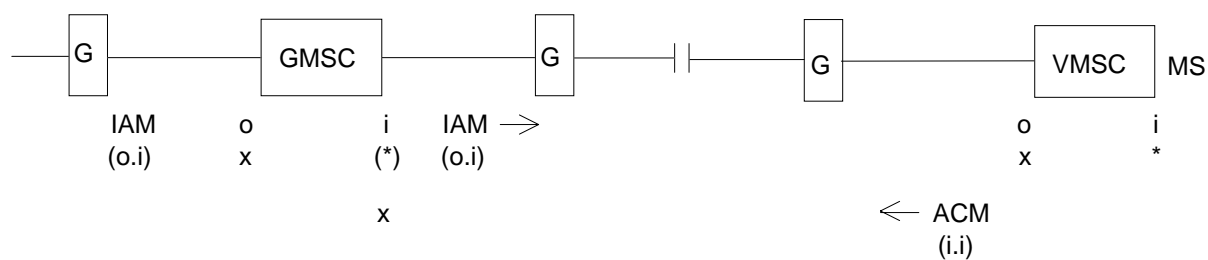 G GMSC G G VMSC MS
IAM o i IAM o i
(o.i) x (*) (o.i) x *
x ACM
(i.i)